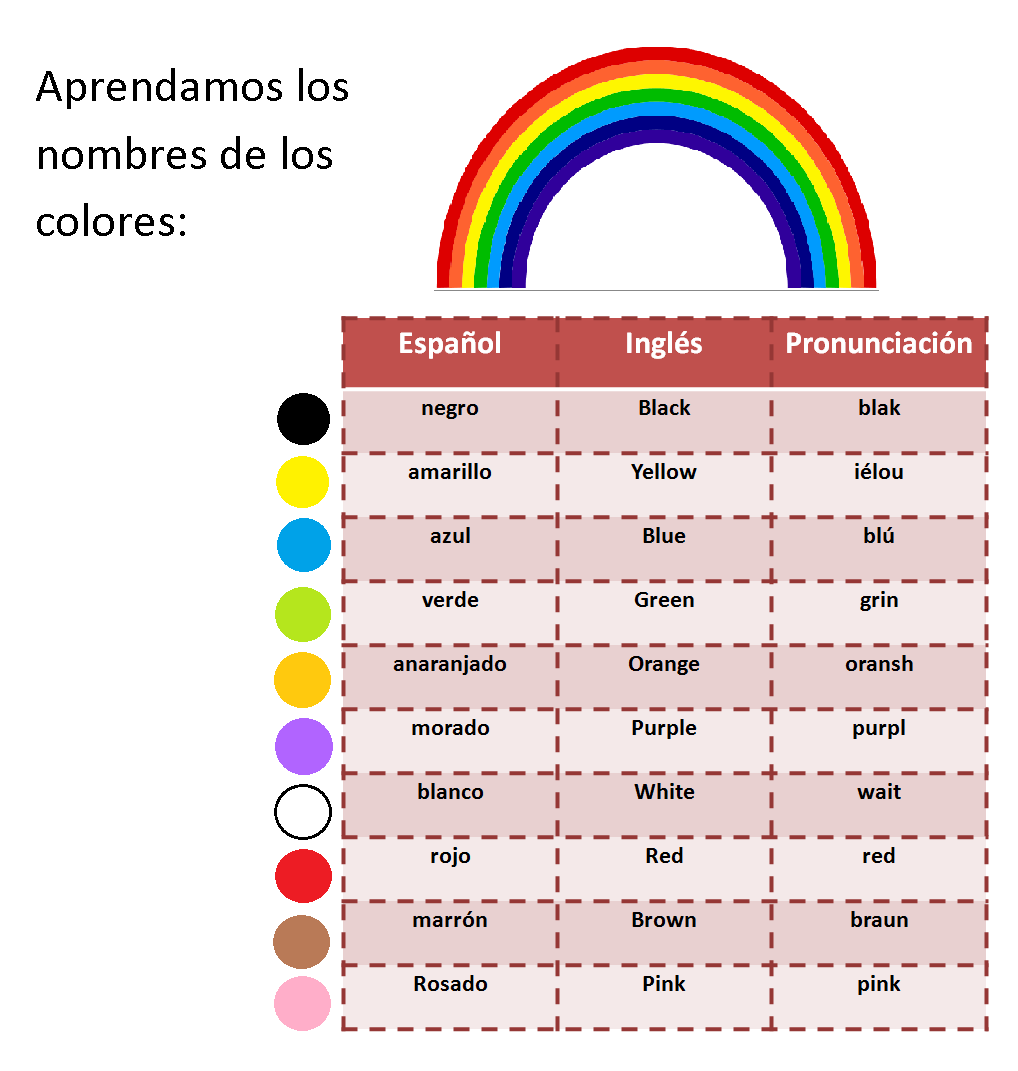 Aprendamos los
nombres de los
colores:
Español Inglés Pronunciación
negro Black blak
amarillo Yellow iélou
azul Blue blú
verde Green grin
anaranjado Orange oransh
morado Purple purpl
blanco White wait
rojo Red red
marrón Brown braun
Rosado Pink pink